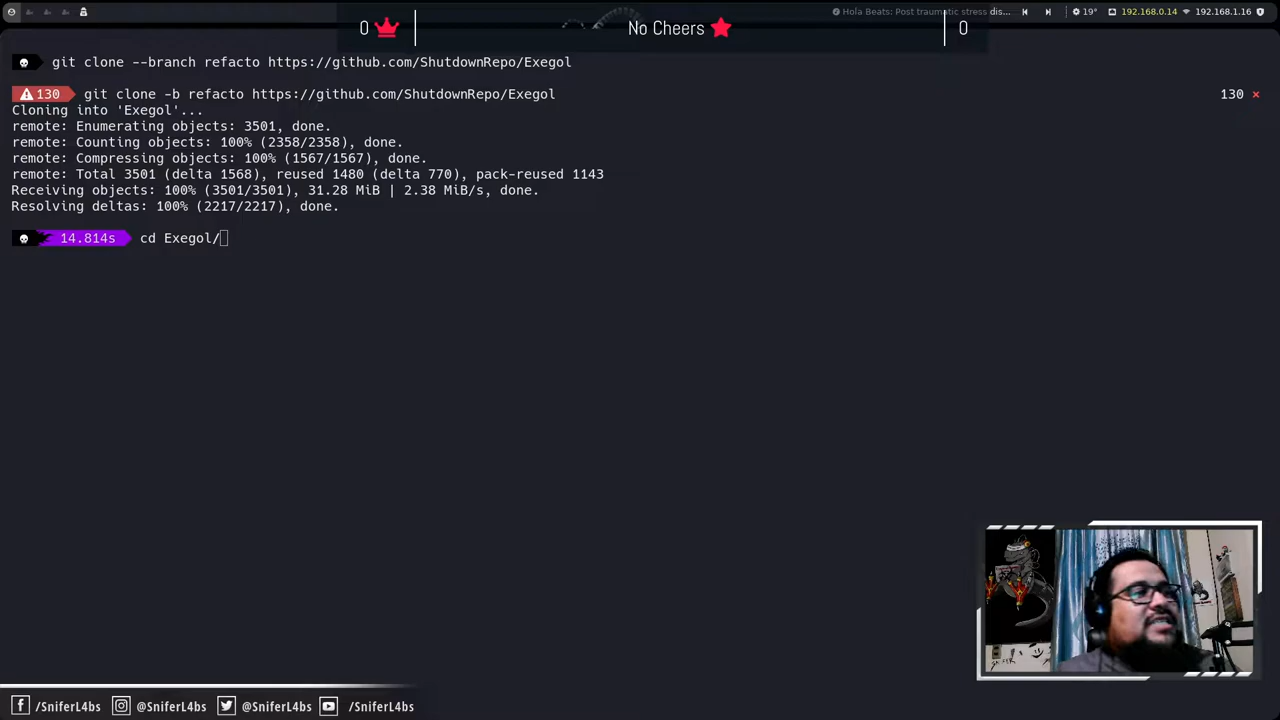 Hola Beats: Post traumatic stress dis...
19° 192.168.0.14 192.168.1.16
0 No Cheers 0
git clone --branch refacto https://github.com/ShutdownRepo/Exegol
130 git clone -b refacto https://github.com/ShutdownRepo/Exegol 130 ×
Cloning into 'Exegol'...
remote: Enumerating objects: 3501, done.
remote: Counting objects: 100% (2358/2358), done.
remote: Compressing objects: 100% (1567/1567), done.
remote: Total 3501 (delta 1568), reused 1480 (delta 770), pack-reused 1143
Receiving objects: 100% (3501/3501), 31.28 MiB | 2.38 MiB/s, done.
Resolving deltas: 100% (2217/2217), done.
14.814s cd Exegol/
/SniferL4bs @SniferL4bs @SniferL4bs /SniferL4bs